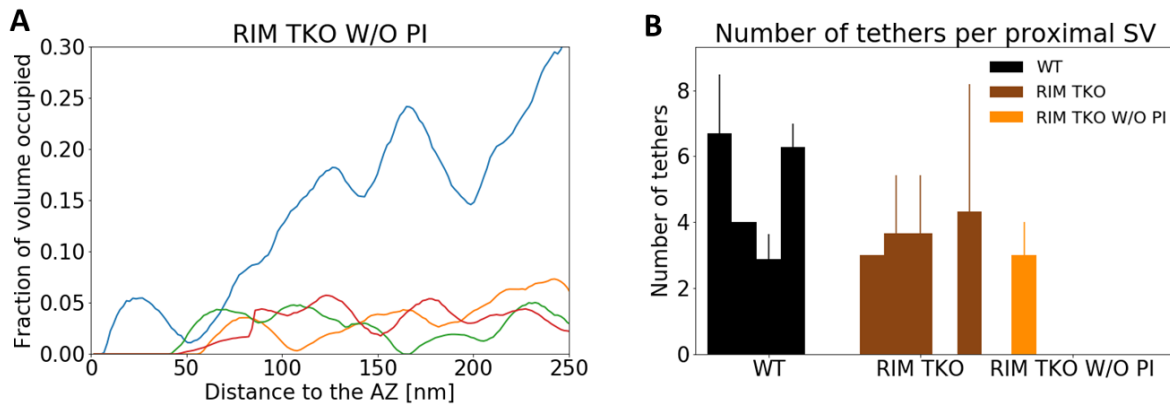 A
RIM TKO W/O PI
0.30
0.25
0.20
0.15
0.10
0.05
0.00
Fraction of volume occupied
0 50 100 150 200 250
Distance to the AZ [nm]
B
Number of tethers per proximal SV
WT
RIM TKO
RIM TKO W/O PI
8
6
4
2
0
Number of tethers
WT RIM TKO RIM TKO W/O PI